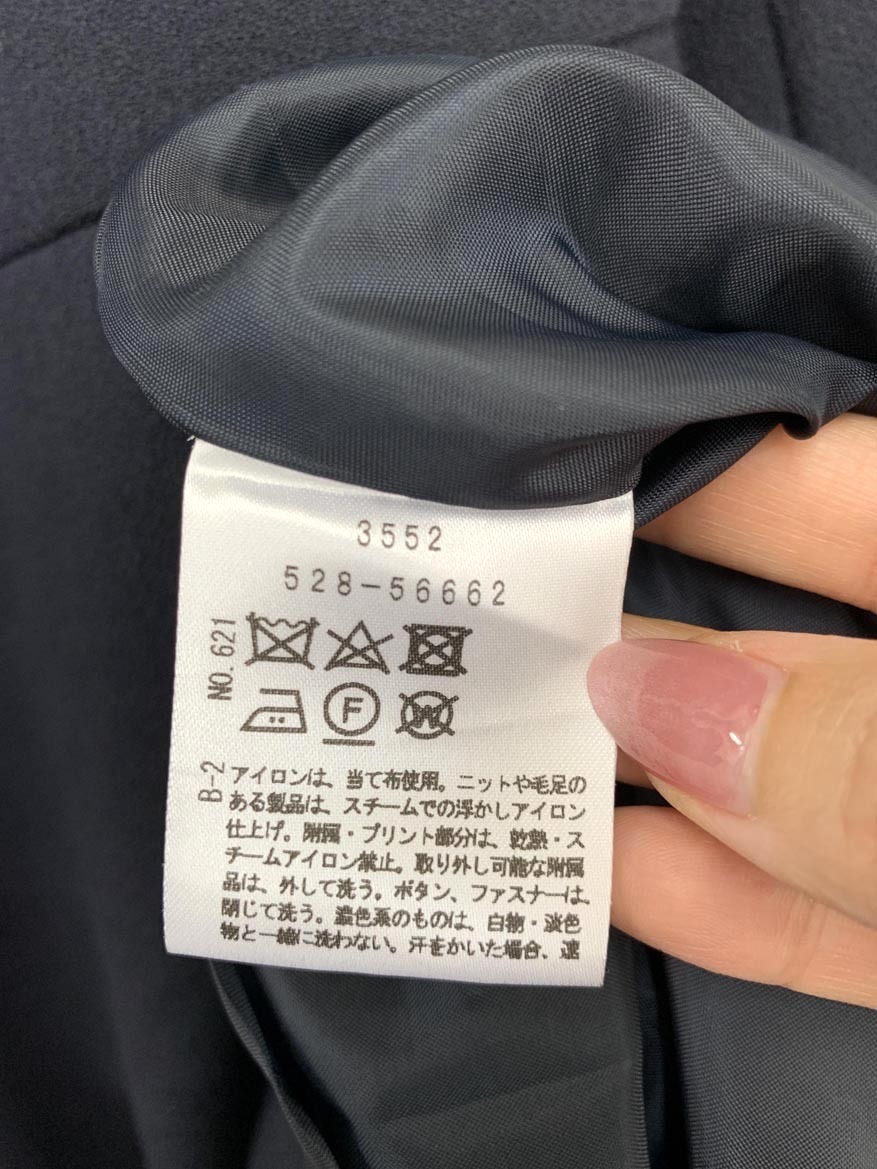 3552
528-56662
NO.621
F
W
B-2
アイロンは、当て布使用。ニットや毛足の
ある製品は、スチームでの浮かしアイロン
仕上げ。附属・プリント部分は、乾熱・ス
チームアイロン禁止。取り外し可能な附属
品は、外して洗う。ボタン、ファスナーは、
閉じて洗う。濃色系のものは、白物・淡色
物と一緒に洗わない。汗をかいた場合、速